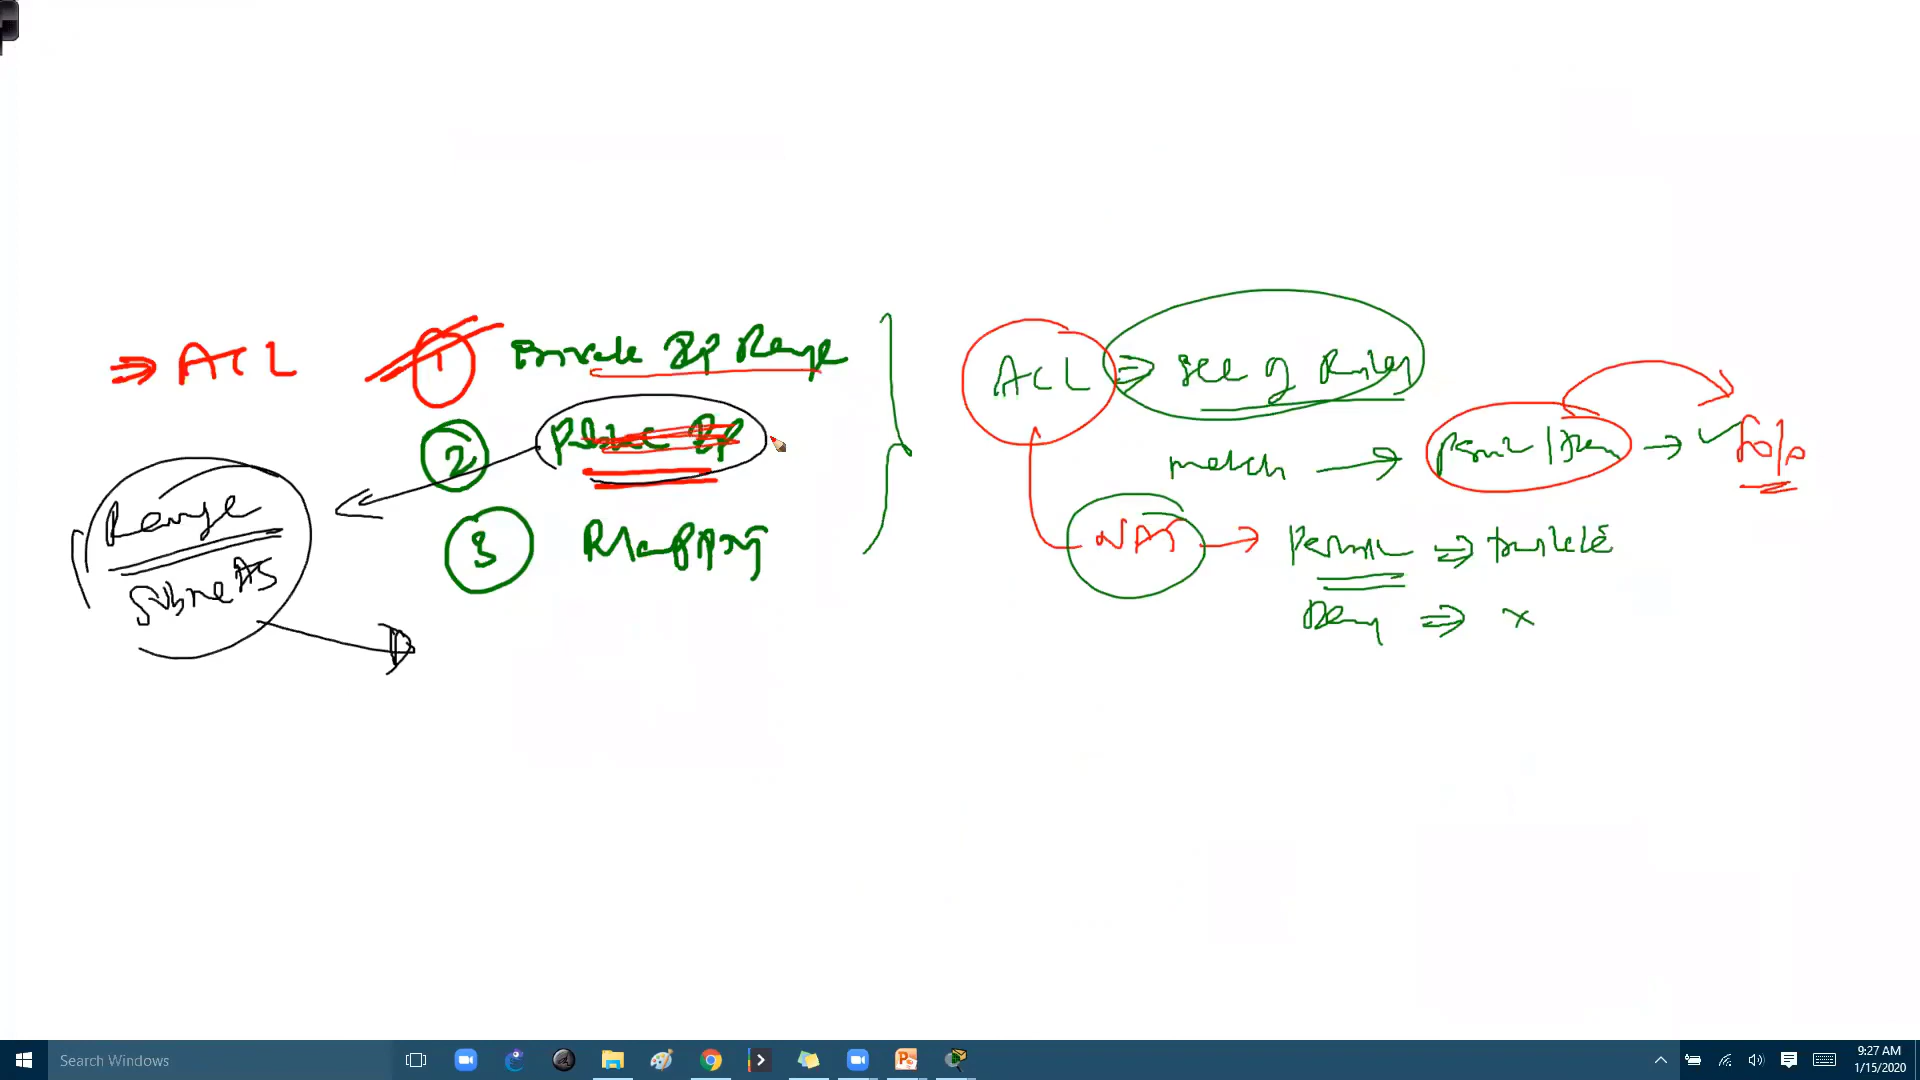 ⇒ ACL
1 Private IP Range
2 Public IP
3 Mapping
Range
Subnets
ACL ⇒ set of Rules
match → Permit | Deny →
NAT → Permit ⇒ translate
Deny ⇒ x
Search Windows
9:27 AM
1/15/2020